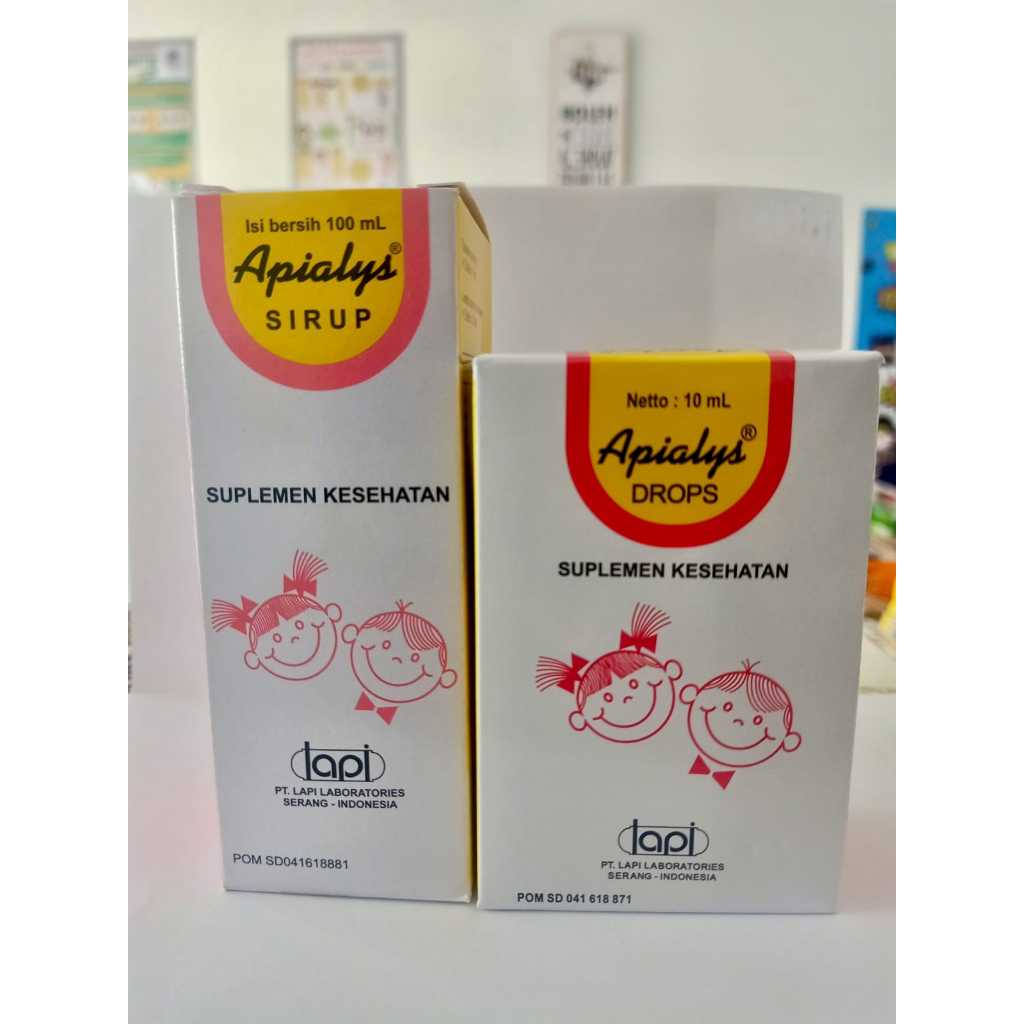 Isi bersih 100 mL
Apialys®
SIRUP
SUPLEMEN KESEHATAN
lapi
PT. LAPI LABORATORIES
SERANG - INDONESIA
POM SD041618881
Netto : 10 mL
Apialys®
DROPS
SUPLEMEN KESEHATAN
lapi
PT. LAPI LABORATORIES
SERANG - INDONESIA
POM SD 041 618 871